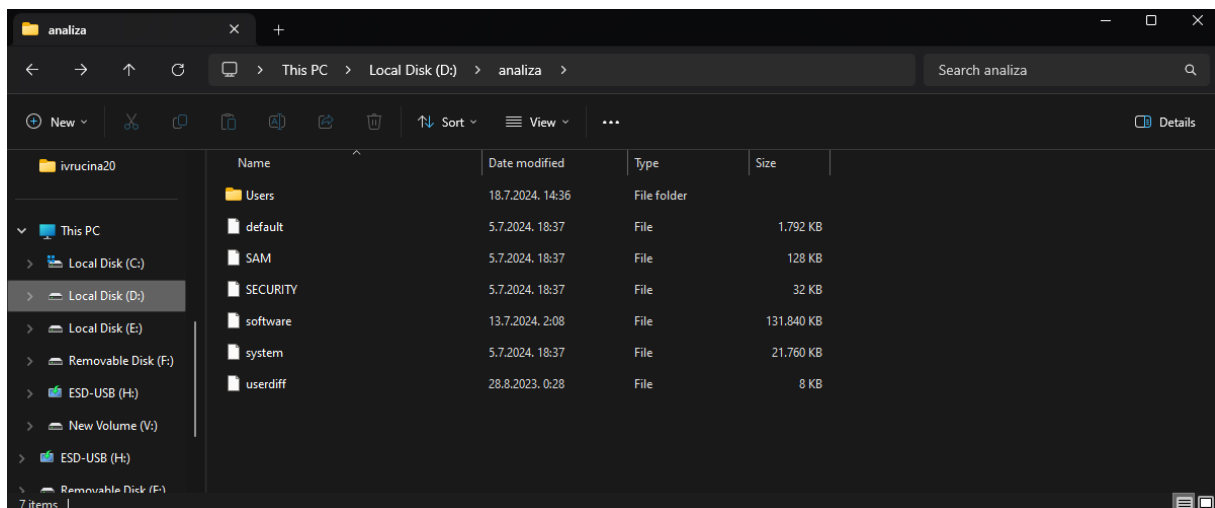 analiza
This PC > Local Disk (D:) > analiza >
Search analiza
New
Sort
View
Details
ivrucina20
This PC
Local Disk (C:)
Local Disk (D:)
Local Disk (E:)
Removable Disk (F:)
ESD-USB (H:)
New Volume (V:)
ESD-USB (H:)
Removable Disk (F:)
Name Date modified Type Size
Users 18.7.2024. 14:36 File folder
default 5.7.2024. 18:37 File 1.792 KB
SAM 5.7.2024. 18:37 File 128 KB
SECURITY 5.7.2024. 18:37 File 32 KB
software 13.7.2024. 2:08 File 131.840 KB
system 5.7.2024. 18:37 File 21.760 KB
userdiff 28.8.2023. 0:28 File 8 KB
7 items